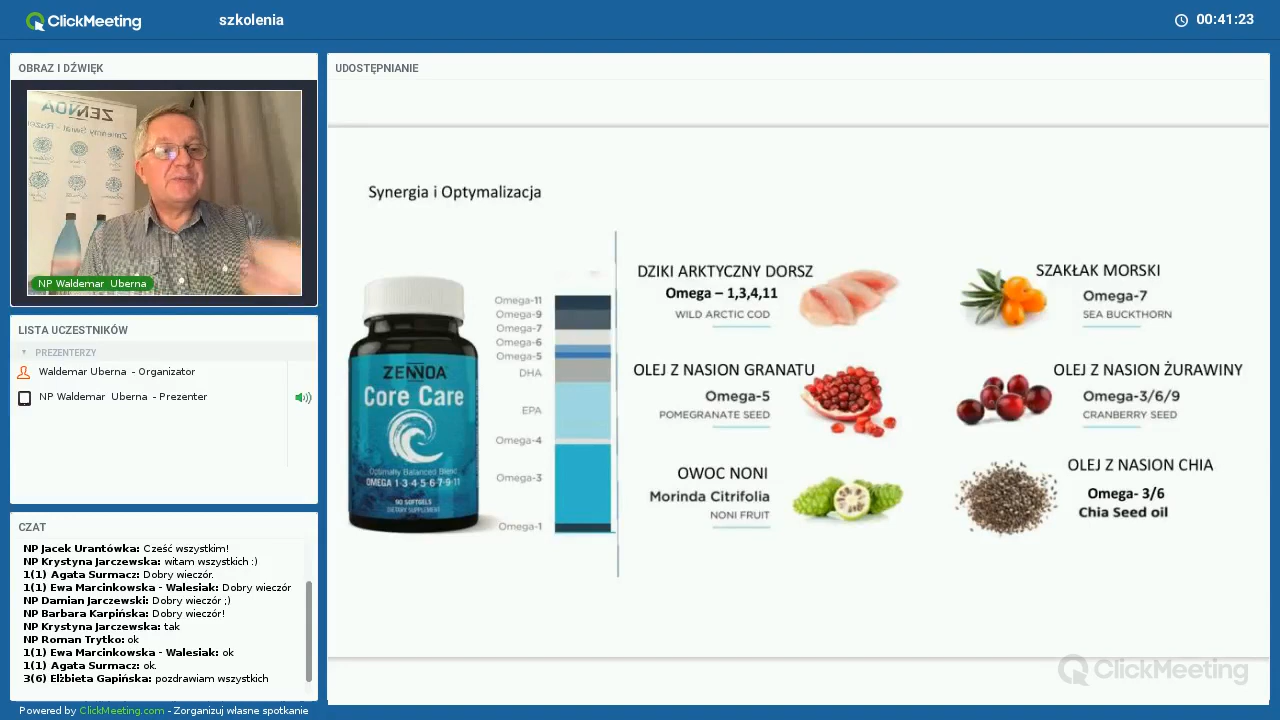 ClickMeeting
szkolenia
00:41:23
OBRAZ I DŹWIĘK
ZENNOA
NP Waldemar Uberna
LISTA UCZESTNIKÓW
PREZENTERZY
Waldemar Uberna - Organizator
NP Waldemar Uberna - Prezenter
CZAT
NP Jacek Urantówka: Cześć wszystkim!
NP Krystyna Jarczewska: witam wszystkich :)
1(1) Agata Surmacz: Dobry wieczór.
1(1) Ewa Marcinkowska - Walesiak: Dobry wieczór
NP Damian Jarczewski: Dobry wieczór ;)
NP Barbara Karpińska: Dobry wieczór!
NP Krystyna Jarczewska: tak
NP Roman Trytko: ok
1(1) Ewa Marcinkowska - Walesiak: ok
1(1) Agata Surmacz: ok.
3(6) Elżbieta Gapińska: pozdrawiam wszystkich
Powered by ClickMeeting.com - Zorganizuj własne spotkanie
UDOSTĘPNIANIE
Synergia i Optymalizacja
ZENNOA
Core Care
Optimally Balanced Blend
OMEGA 1-3-4-5-6-7-9-11
90 SOFTGELS
DIETARY SUPPLEMENT
Omega-11
Omega-9
Omega-7
Omega-6
Omega-5
DHA
EPA
Omega-4
Omega-3
Omega-1
DZIKI ARKTYCZNY DORSZ
Omega – 1,3,4,11
WILD ARCTIC COD
SZAKŁAK MORSKI
Omega-7
SEA BUCKTHORN
OLEJ Z NASION GRANATU
Omega-5
POMEGRANATE SEED
OLEJ Z NASION ŻURAWINY
Omega-3/6/9
CRANBERRY SEED
OWOC NONI
Morinda Citrifolia
NONI FRUIT
OLEJ Z NASION CHIA
Omega- 3/6
Chia Seed oil
ClickMeeting